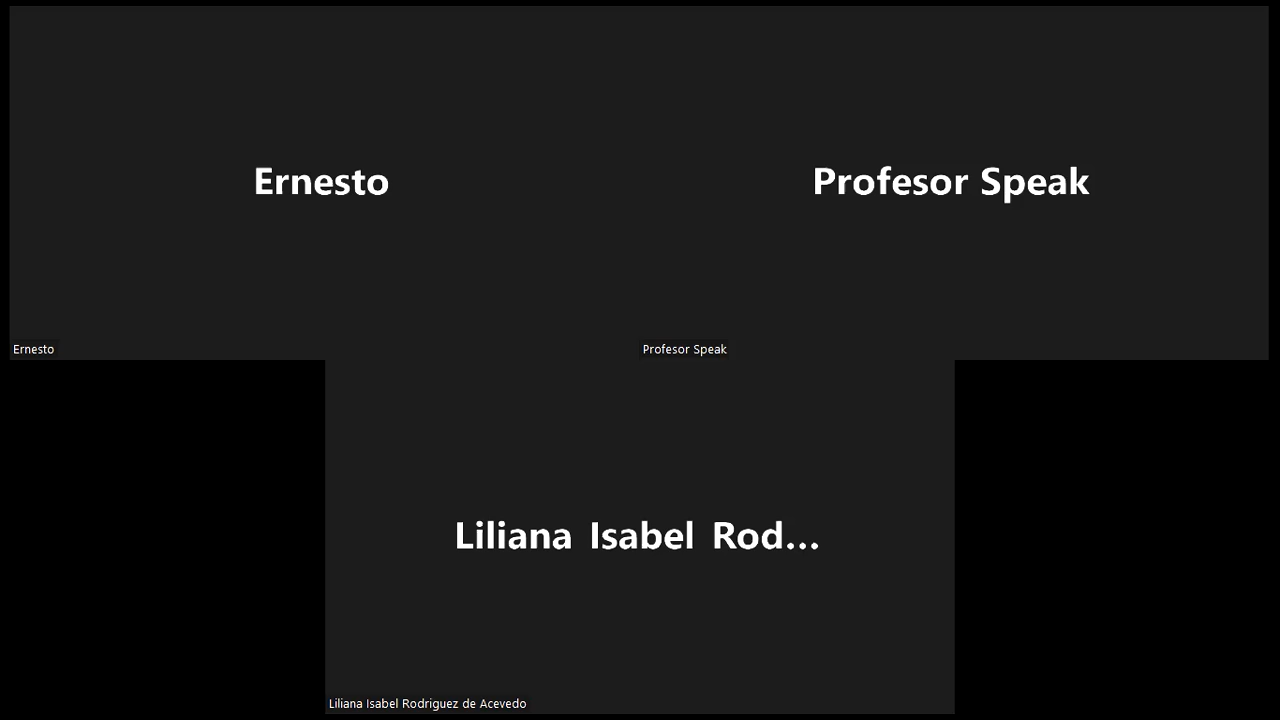 Ernesto
Profesor Speak
Ernesto
Profesor Speak
Liliana Isabel Rod...
Liliana Isabel Rodriguez de Acevedo